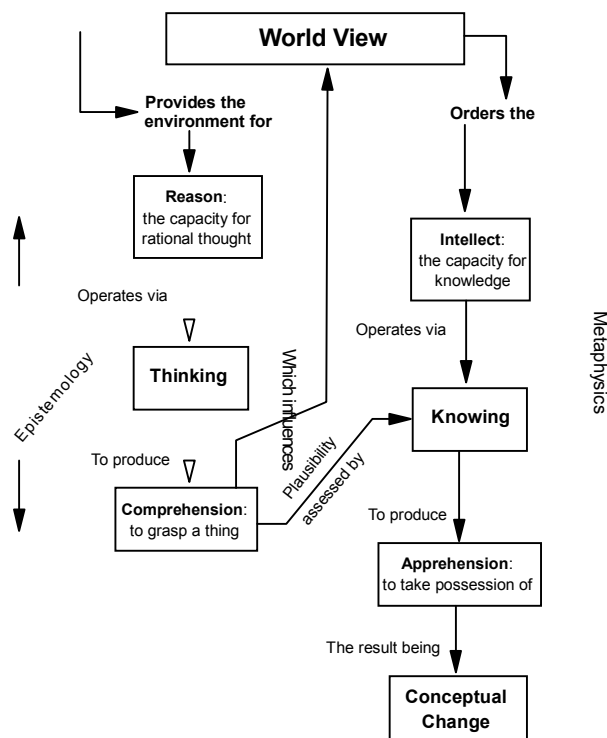 World View
Provides the
environment for
Orders the
Reason:
the capacity for
rational thought
Intellect:
the capacity for
knowledge
Operates via
Operates via
Thinking
Knowing
Which influences
Plausibility
assessed by
Epistemology
Metaphysics
To produce
Comprehension:
to grasp a thing
To produce
Apprehension:
to take possession of
The result being
Conceptual
Change